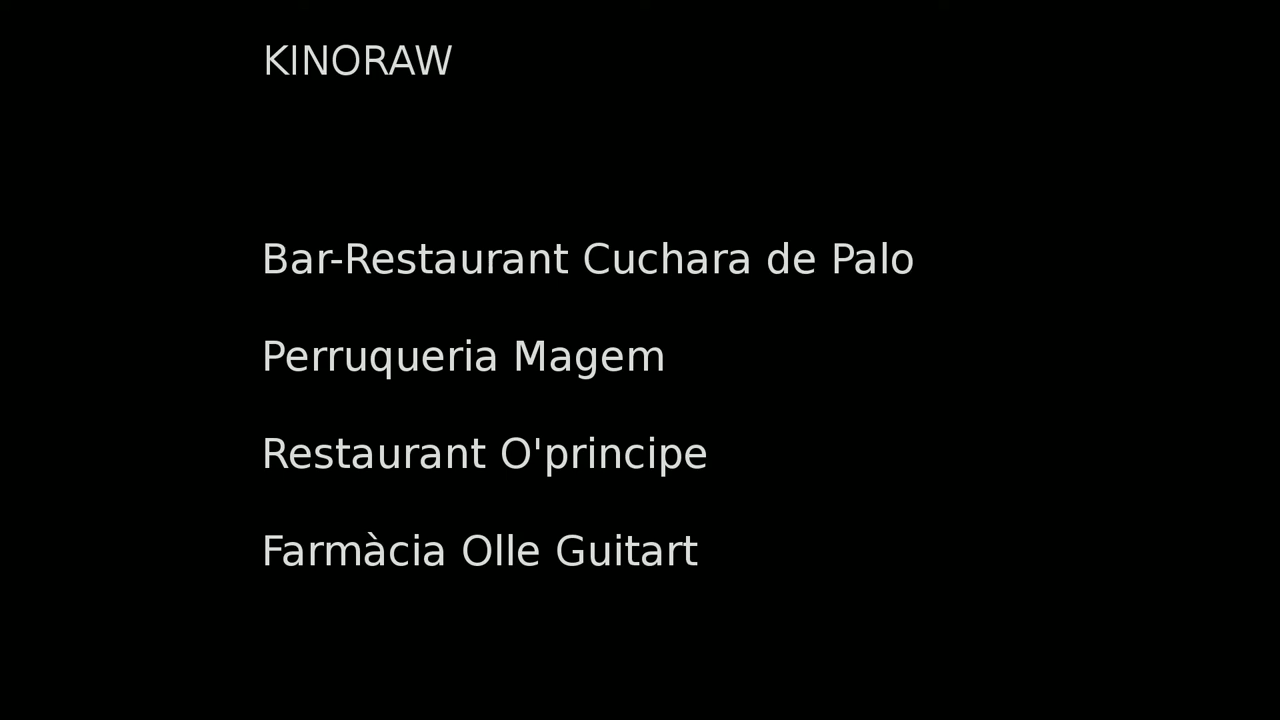 KINORAW
Bar-Restaurant Cuchara de Palo
Perruqueria Magem
Restaurant O'principe
Farmàcia Olle Guitart